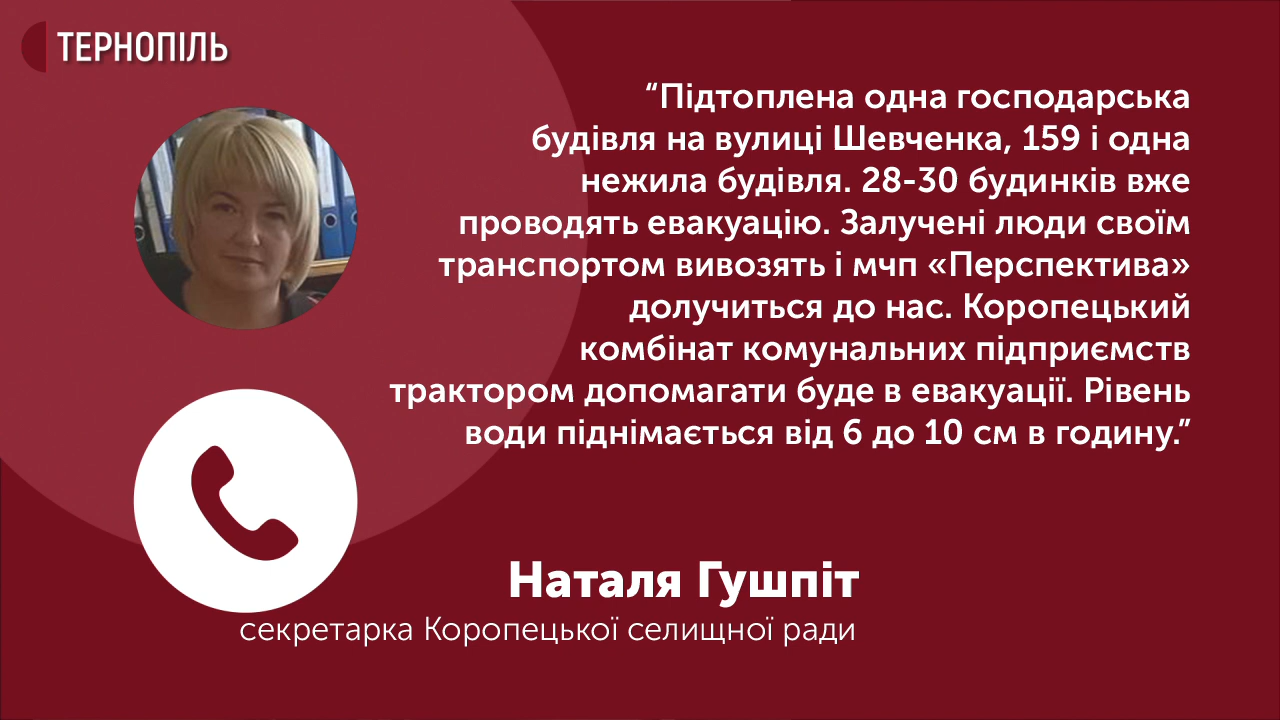 ТЕРНОПІЛЬ
“Підтоплена одна господарська
будівля на вулиці Шевченка, 159 і одна
нежила будівля. 28-30 будинків вже
проводять евакуацію. Залучені люди своїм
транспортом вивозять і мчп «Перспектива»
долучиться до нас. Коропецький
комбінат комунальних підприємств
трактором допомагати буде в евакуації. Рівень
води піднімається від 6 до 10 см в годину.”
Наталя Гушпіт
секретарка Коропецької селищної ради